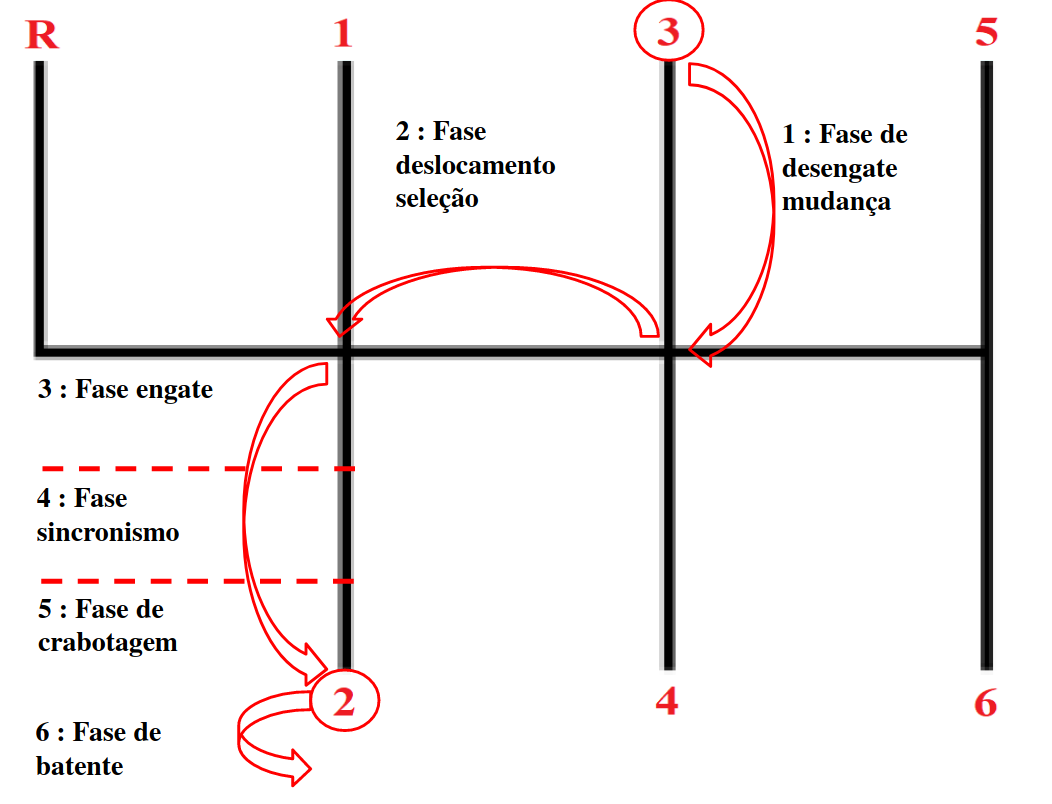 R
1
3
5
2 : Fase
deslocamento
seleção
1 : Fase de
desengate
mudança
3 : Fase engate
4 : Fase
sincronismo
5 : Fase de
crabotagem
2
4
6
6 : Fase de
batente